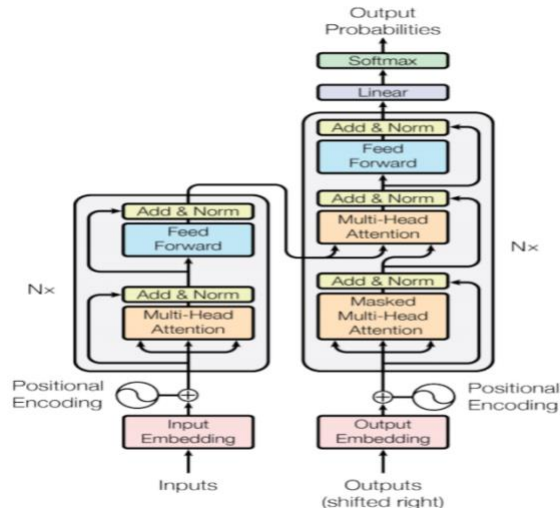 Output
Probabilities
Softmax
Linear
Add & Norm
Feed
Forward
Add & Norm
Multi-Head
Attention
Add & Norm
Masked
Multi-Head
Attention
Nx
Positional
Encoding
Output
Embedding
Outputs
(shifted right)
Add & Norm
Feed
Forward
Add & Norm
Multi-Head
Attention
Nx
Positional
Encoding
Input
Embedding
Inputs